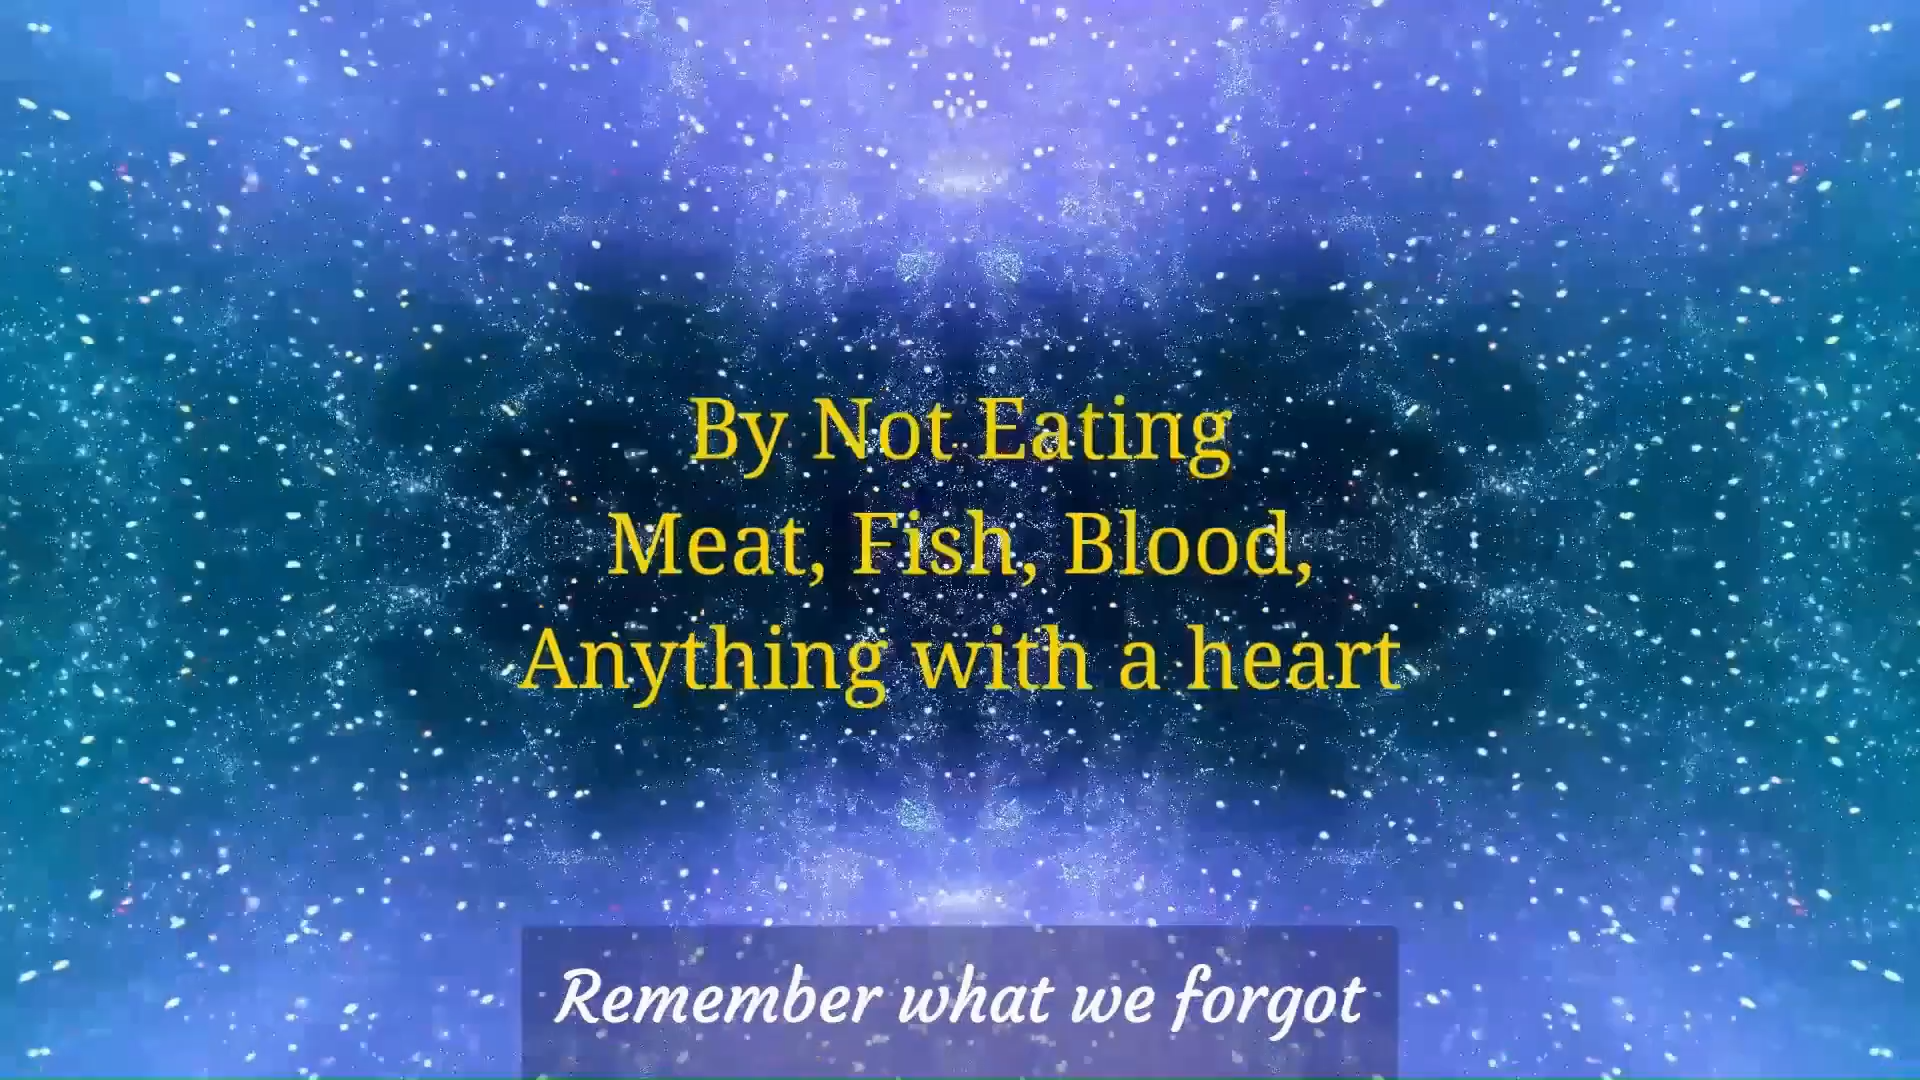 By Not Eating
Meat, Fish, Blood,
Anything with a heart
Remember what we forgot